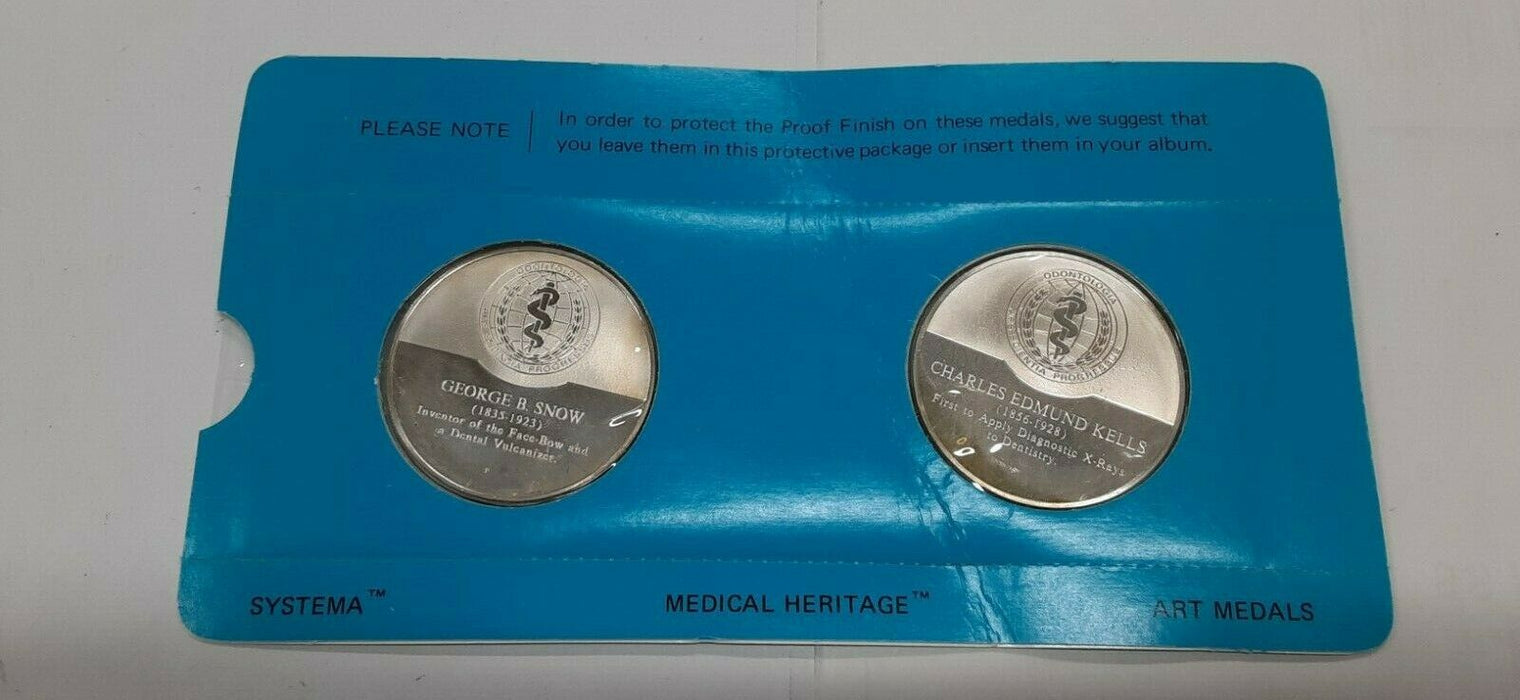 PLEASE NOTE
In order to protect the Proof Finish on these medals, we suggest that
you leave them in this protective package or insert them in your album.
ODONTOLOGIA
PROGRE
GEORGE B. SNOW
(1835-1923)
Inventor of the Face-Bow and
a Dental Vulcanizer.
ODONTOLOGIA
PROGREDI
CHARLES EDMUND KELLS
(1856-1928)
First to Apply Diagnostic X-Rays
to Dentistry.
SYSTEMA™
MEDICAL HERITAGE™
ART MEDALS